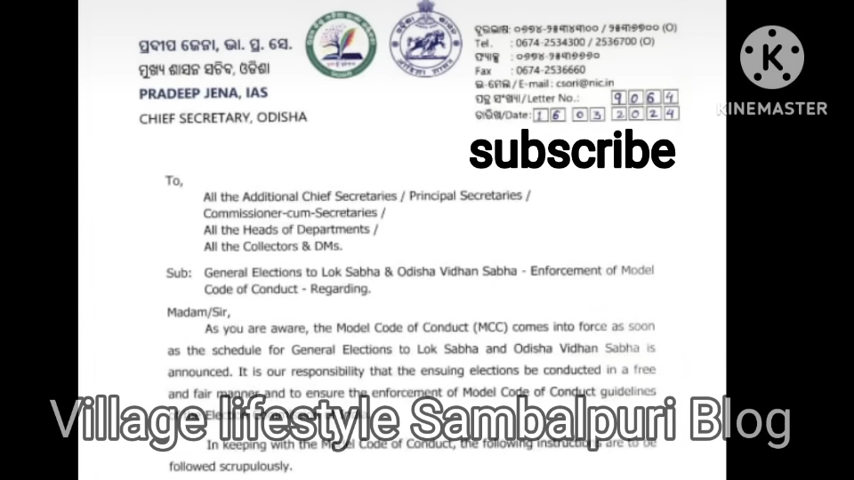 ପ୍ରଦୀପ ଜେନା, ଭା. ପ୍ର. ସେ.
ମୁଖ୍ୟ ଶାସନ ସଚିବ, ଓଡ଼ିଶା
PRADEEP JENA, IAS
CHIEF SECRETARY, ODISHA
ଦୂରଭାଷ: ୦୬୭୪-୨୫୩୪୩୦୦ / ୨୫୩୬୭୦୦ (O)
Tel. : 0674-2534300 / 2536700 (O)
ଫ୍ୟାକ୍ସ : ୦୬୭୪-୨୫୩୬୬୬୦
Fax : 0674-2536660
ଇ-ମେଲ / E-mail : csori@nic.in
ପତ୍ର ସଂଖ୍ୟା/Letter No.: 9064
ତାରିଖ/Date: 16 03 2024
KINEMASTER
subscribe
To,
All the Additional Chief Secretaries / Principal Secretaries /
Commissioner-cum-Secretaries /
All the Heads of Departments /
All the Collectors & DMs.
Sub: General Elections to Lok Sabha & Odisha Vidhan Sabha - Enforcement of Model
Code of Conduct - Regarding.
Madam/Sir,
As you are aware, the Model Code of Conduct (MCC) comes into force as soon
as the schedule for General Elections to Lok Sabha and Odisha Vidhan Sabha is
announced. It is our responsibility that the ensuing elections be conducted in a free
and fair manner and to ensure the enforcement of Model Code of Conduct guidelines
Village lifestyle Sambalpuri Blog
In keeping with the Model Code of Conduct, the following instructions are to be
followed scrupulously.